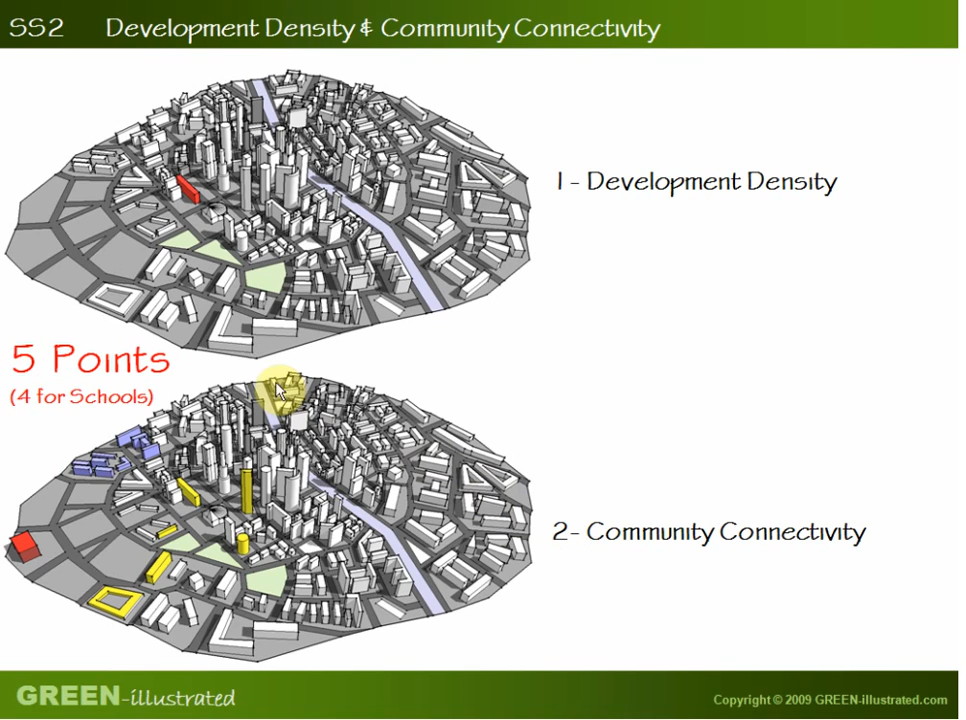 SS2 Development Density & Community Connectivity
1 - Development Density
5 Points
(4 for Schools)
2- Community Connectivity
GREEN-illustrated
Copyright © 2009 GREEN-illustrated.com